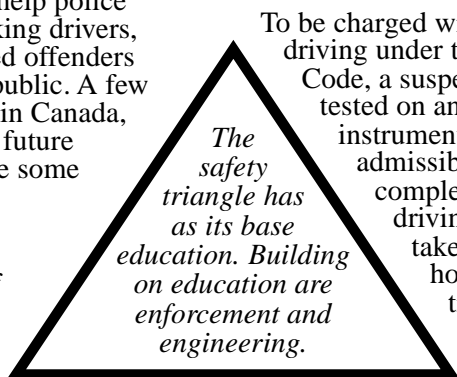 help police
king drivers,
d offenders
public. A few
in Canada,
future
e some
The
safety
triangle has
as its base
education. Building
on education are
enforcement and
engineering.
To be charged wi
driving under t
Code, a suspe
tested on an
instrument
admissib
comple
drivin
take
ho
t